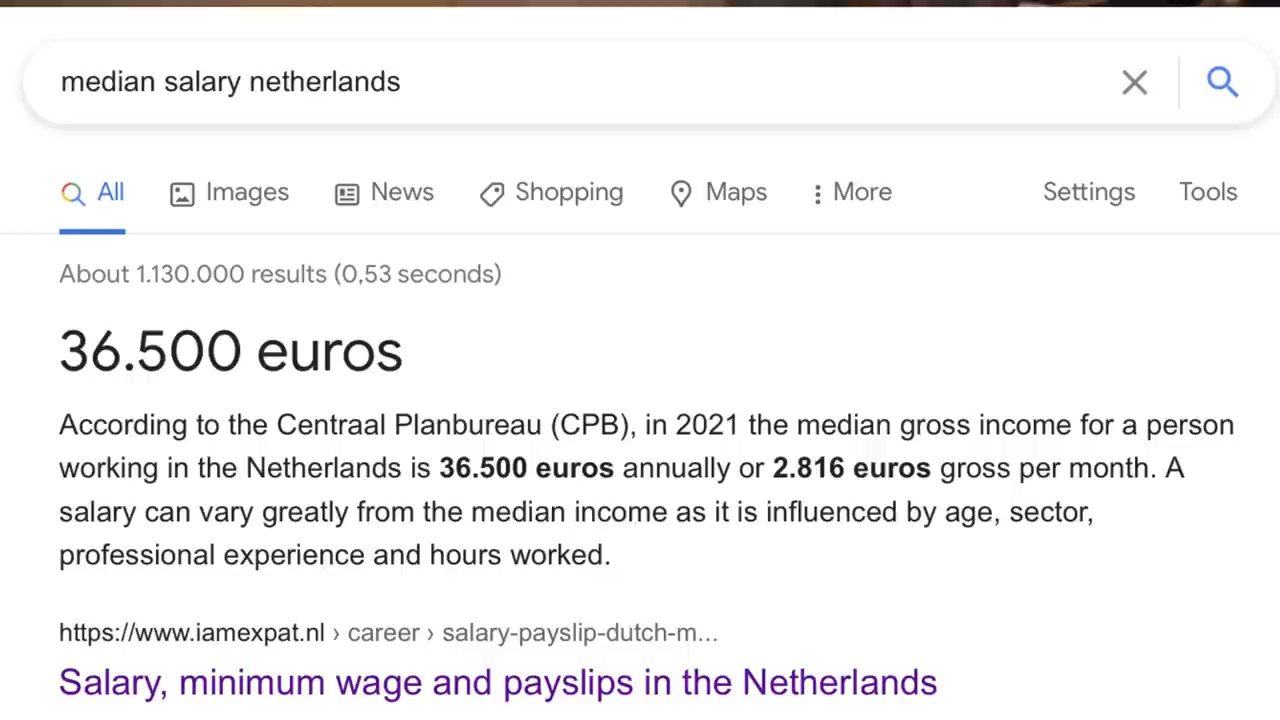 median salary netherlands
All Images News Shopping Maps More Settings Tools
About 1.130.000 results (0,53 seconds)
36.500 euros
According to the Centraal Planbureau (CPB), in 2021 the median gross income for a person
working in the Netherlands is 36.500 euros annually or 2.816 euros gross per month. A
salary can vary greatly from the median income as it is influenced by age, sector,
professional experience and hours worked.
https://www.iamexpat.nl › career › salary-payslip-dutch-m...
Salary, minimum wage and payslips in the Netherlands